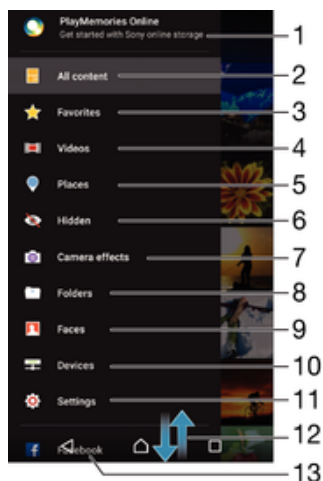 PlayMemories Online
Get started with Sony online storage
1
All content
2
Favorites
3
Videos
4
Places
5
Hidden
6
Camera effects
7
Folders
8
Faces
9
Devices
10
Settings
11
12
Facebook
13